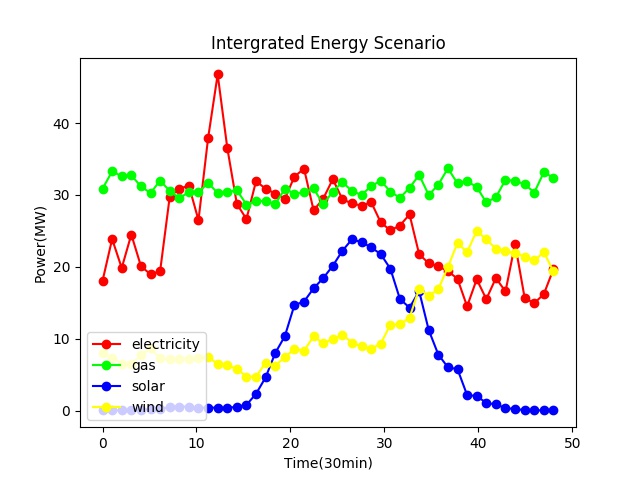 Intergrated Energy Scenario
Power(MW)
40
30
20
10
0
electricity
gas
solar
wind
0 10 20 30 40 50
Time(30min)